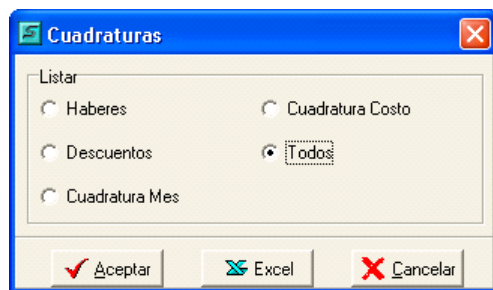 Cuadraturas
Listar
Haberes
Cuadratura Costo
Descuentos
Todos
Cuadratura Mes
Aceptar
Excel
Cancelar